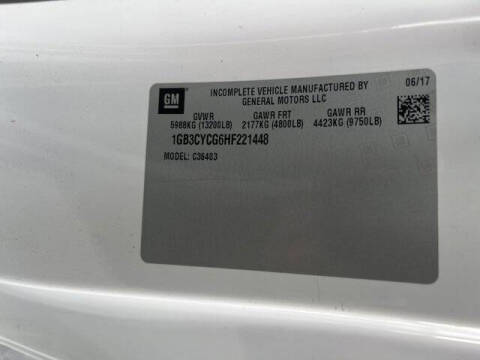 GM
INCOMPLETE VEHICLE MANUFACTURED BY
GENERAL MOTORS LLC
06/17
GVWR GAWR FRT GAWR RR
5988KG (13200LB) 2177KG (4800LB) 4423KG (9750LB)
1GB3CYCG6HF221448
MODEL: C36403